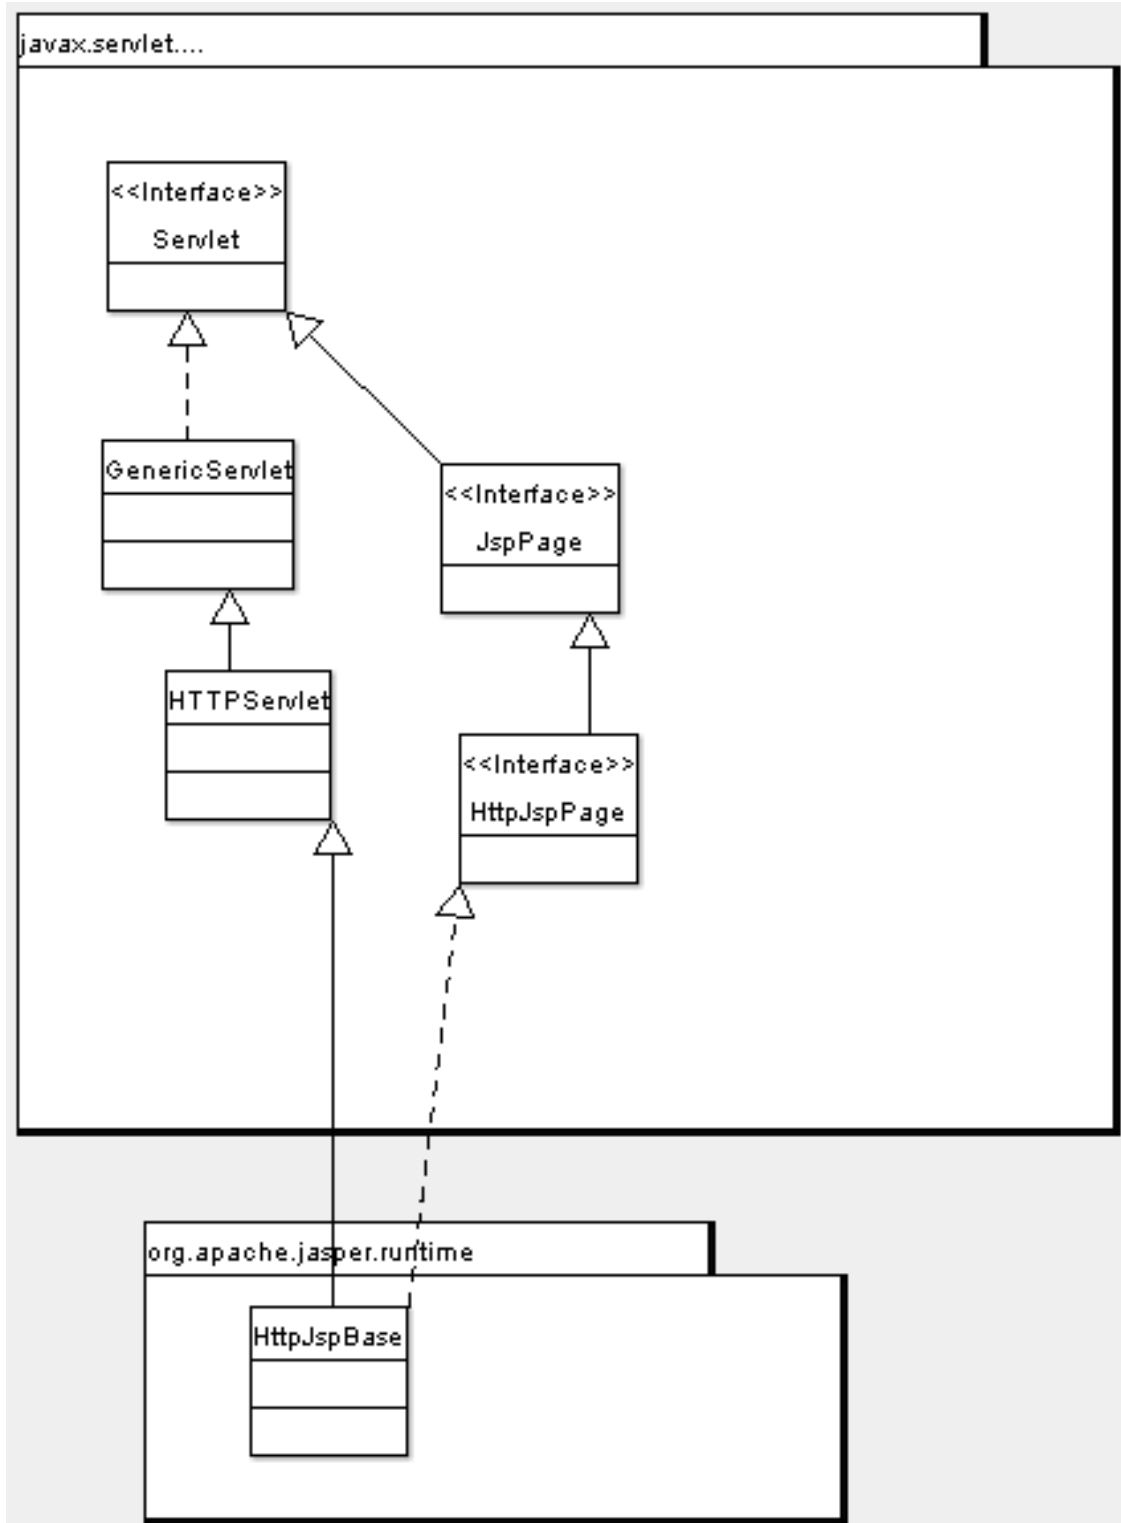 javax.servlet....
<<Interface>>
Servlet
GenericServlet
<<Interface>>
JspPage
HTTPServlet
<<Interface>>
HttpJspPage
org.apache.jasper.runtime
HttpJspBase